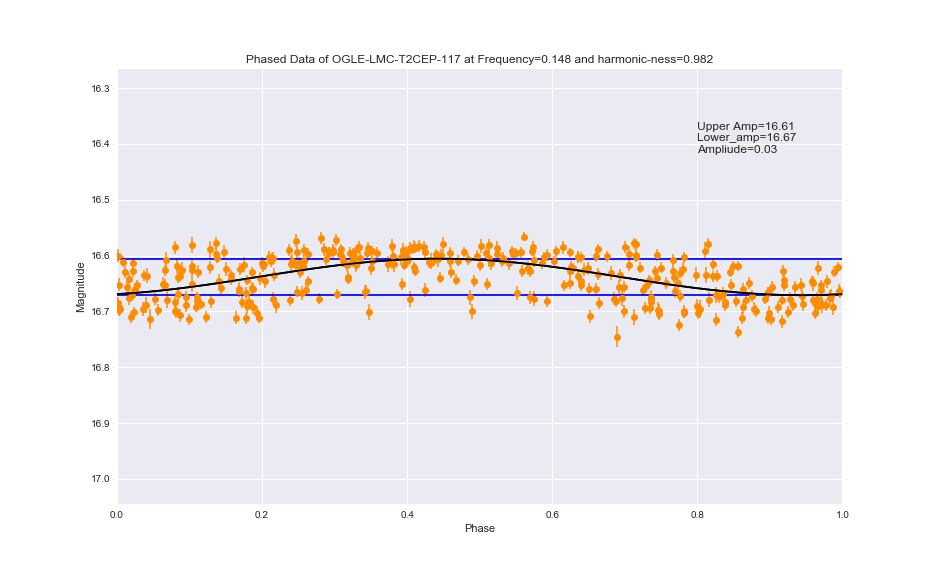 Phased Data of OGLE-LMC-T2CEP-117 at Frequency=0.148 and harmonic-ness=0.982
Upper Amp=16.61
Lower_amp=16.67
Ampliude=0.03
16.3
16.4
16.5
16.6
16.7
16.8
16.9
17.0
Magnitude
0.0 0.2 0.4 0.6 0.8 1.0
Phase